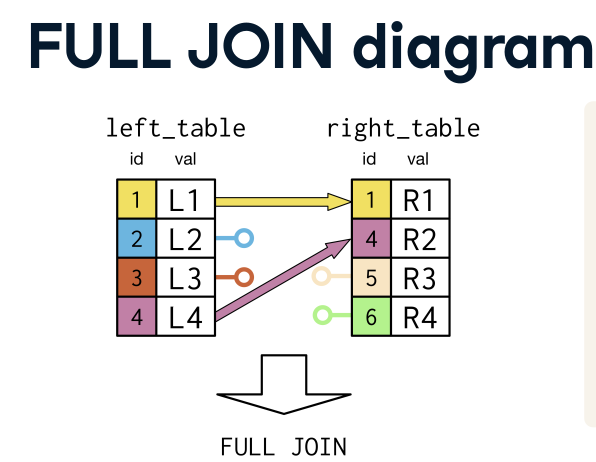 FULL JOIN diagram
left_table right_table
id val id val
1 L1 1 R1
2 L2 4 R2
3 L3 5 R3
4 L4 6 R4
FULL JOIN